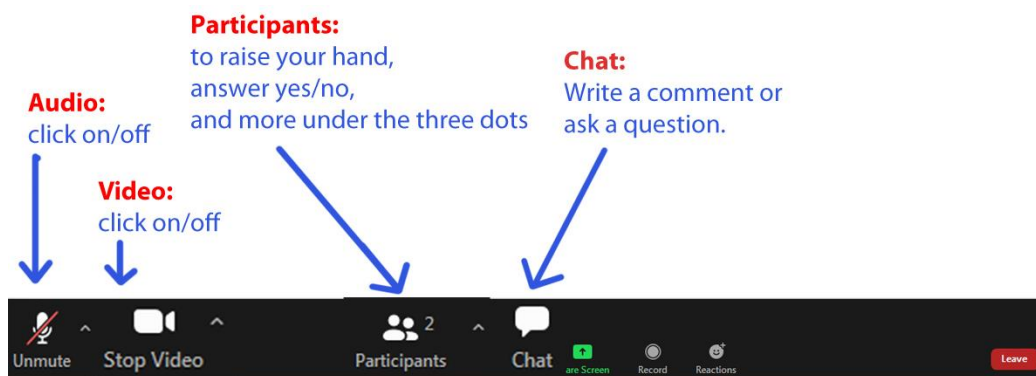 Participants:
to raise your hand,
answer yes/no,
and more under the three dots
Chat:
Write a comment or
ask a question.
Audio:
click on/off
Video:
click on/off
2
Unmute
Stop Video
Participants
Chat
are Screen
Record
Reactions
Leave